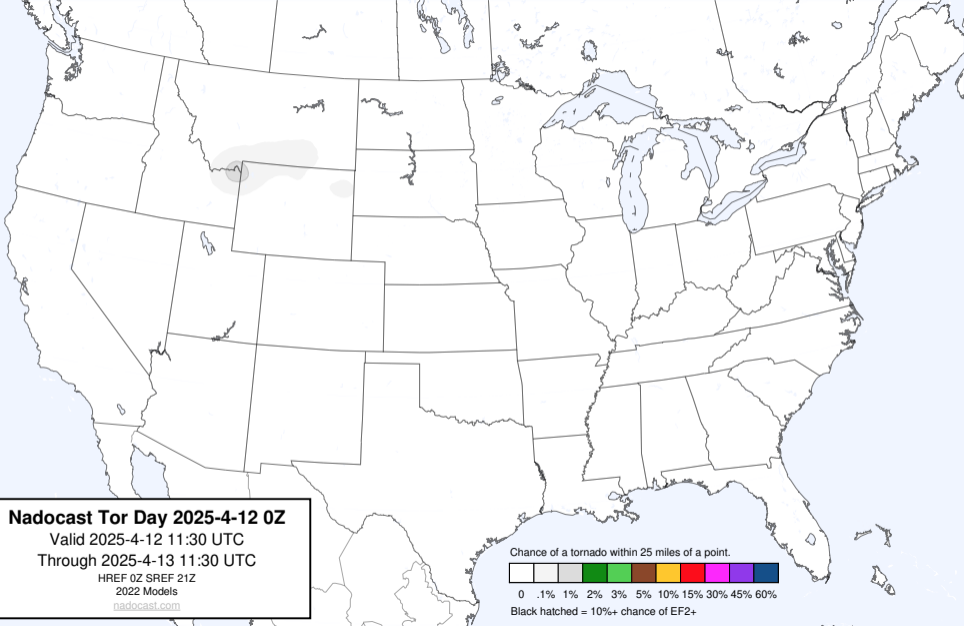 Nadocast Tor Day 2025-4-12 0Z
Valid 2025-4-12 11:30 UTC
Through 2025-4-13 11:30 UTC
HREF 0Z SREF 21Z
2022 Models
nadocast.com
Chance of a tornado within 25 miles of a point.
0 .1% 1% 2% 3% 5% 10% 15% 30% 45% 60%
Black hatched = 10%+ chance of EF2+